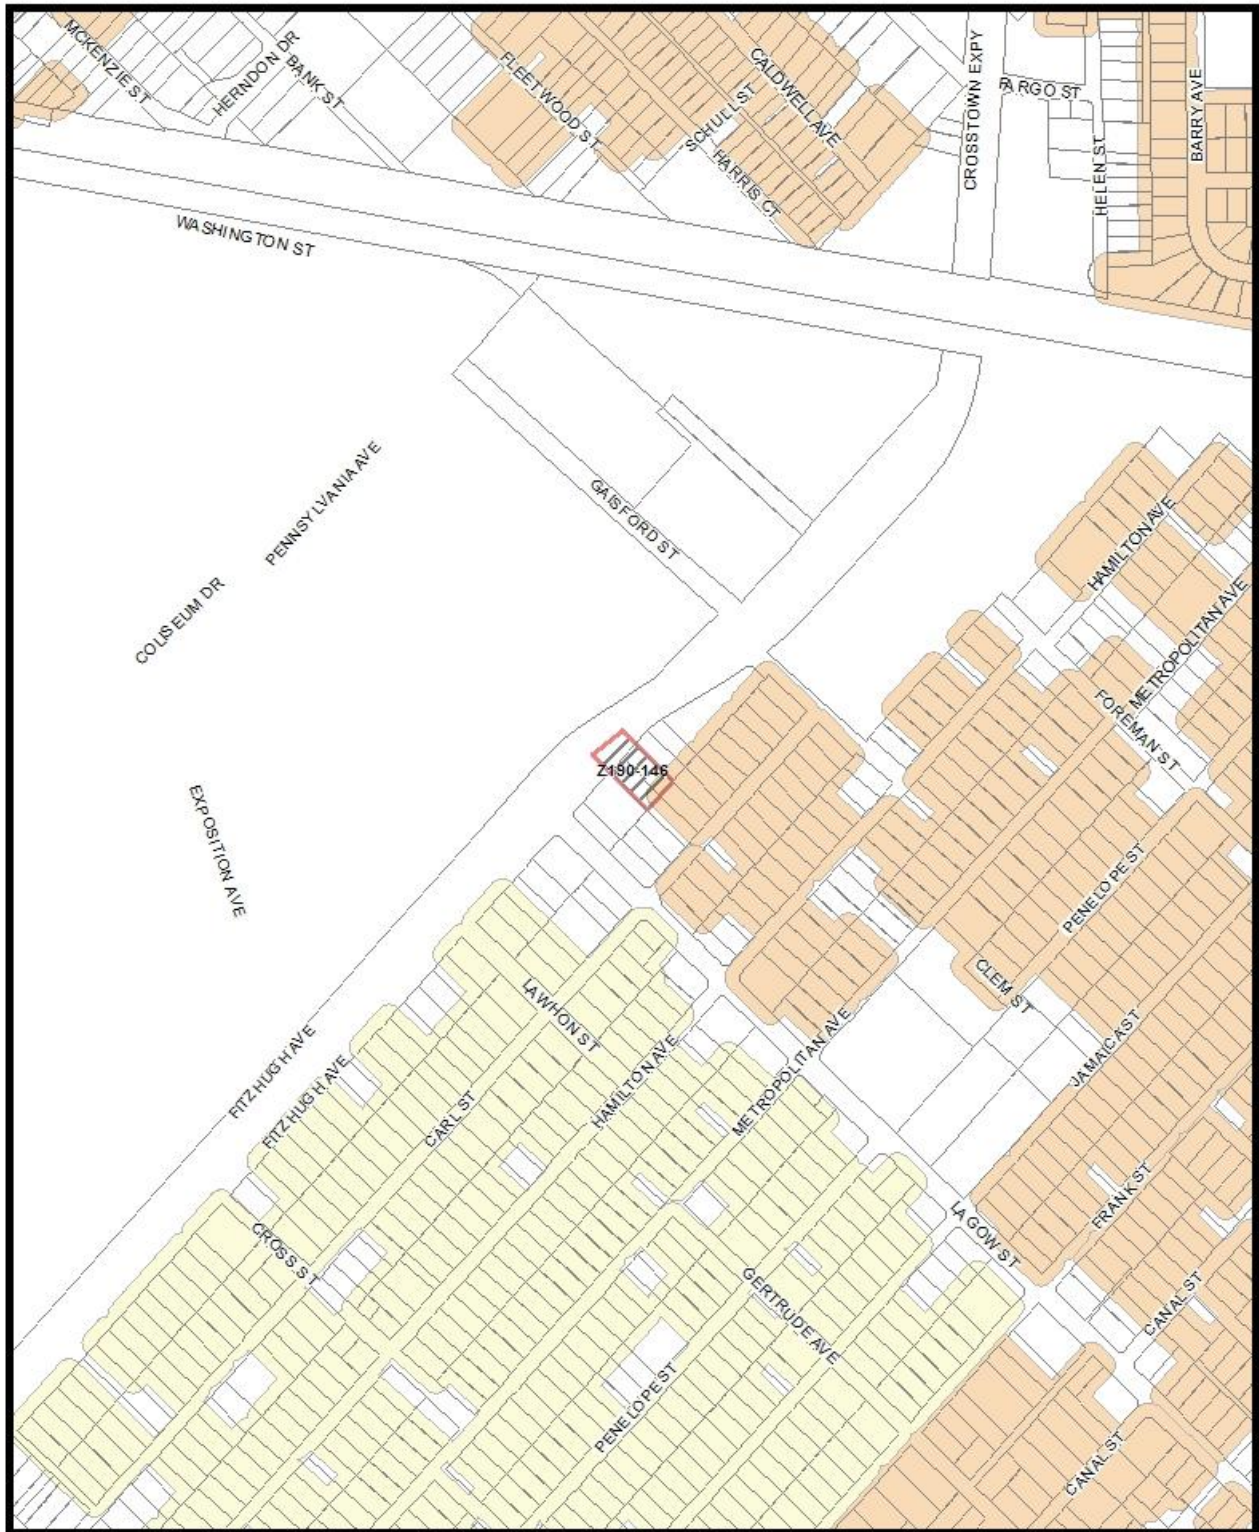 MCKENZIE ST
HERNDON DR
BANK ST
FLEETWOOD ST
CALDWELL AVE
SCHULL ST
HARRIS CT
CROSSTOWN EXPY
FARGO ST
HELEN ST
BARRY AVE
WASHINGTON ST
PENNSYLVANIA AVE
COLISEUM DR
GAISFORD ST
HAMILTON AVE
METROPOLITAN AVE
FOREMAN ST
Z190-146
EXPOSITION AVE
PENELOPE ST
CLEM ST
LAWHON ST
FITZHUGH AVE
FITZHUGH AVE
CARL ST
HAMILTON AVE
METROPOLITAN AVE
JAMAICA ST
FRANK ST
LAGOW ST
CROSS ST
GERTRUDE AVE
CANAL ST
PENELOPE ST
CANAL ST